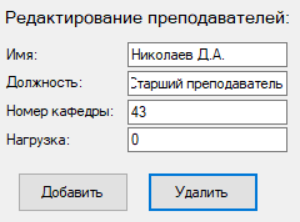 Редактирование преподавателей:
Имя: Николаев Д.А.
Должность: Старший преподаватель
Номер кафедры: 43
Нагрузка: 0
Добавить Удалить